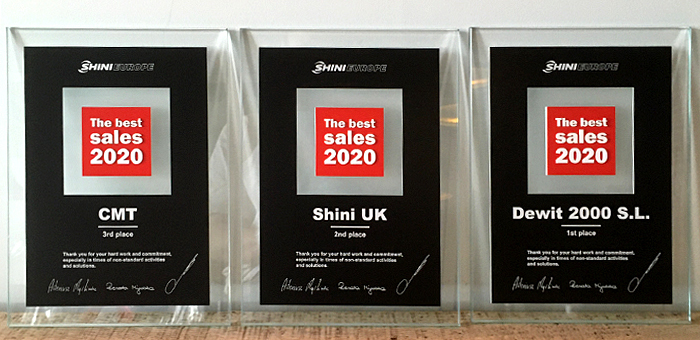 SHINI EUROPE
The best
sales
2020
CMT
3rd place
Thank you for your hard work and commitment,
especially in times of non-standard activities
and solutions.
SHINI EUROPE
The best
sales
2020
Shini UK
2nd place
Thank you for your hard work and commitment,
especially in times of non-standard activities
and solutions.
SHINI EUROPE
The best
sales
2020
Dewit 2000 S.L.
1st place
Thank you for your hard work and commitment,
especially in times of non-standard activities
and solutions.